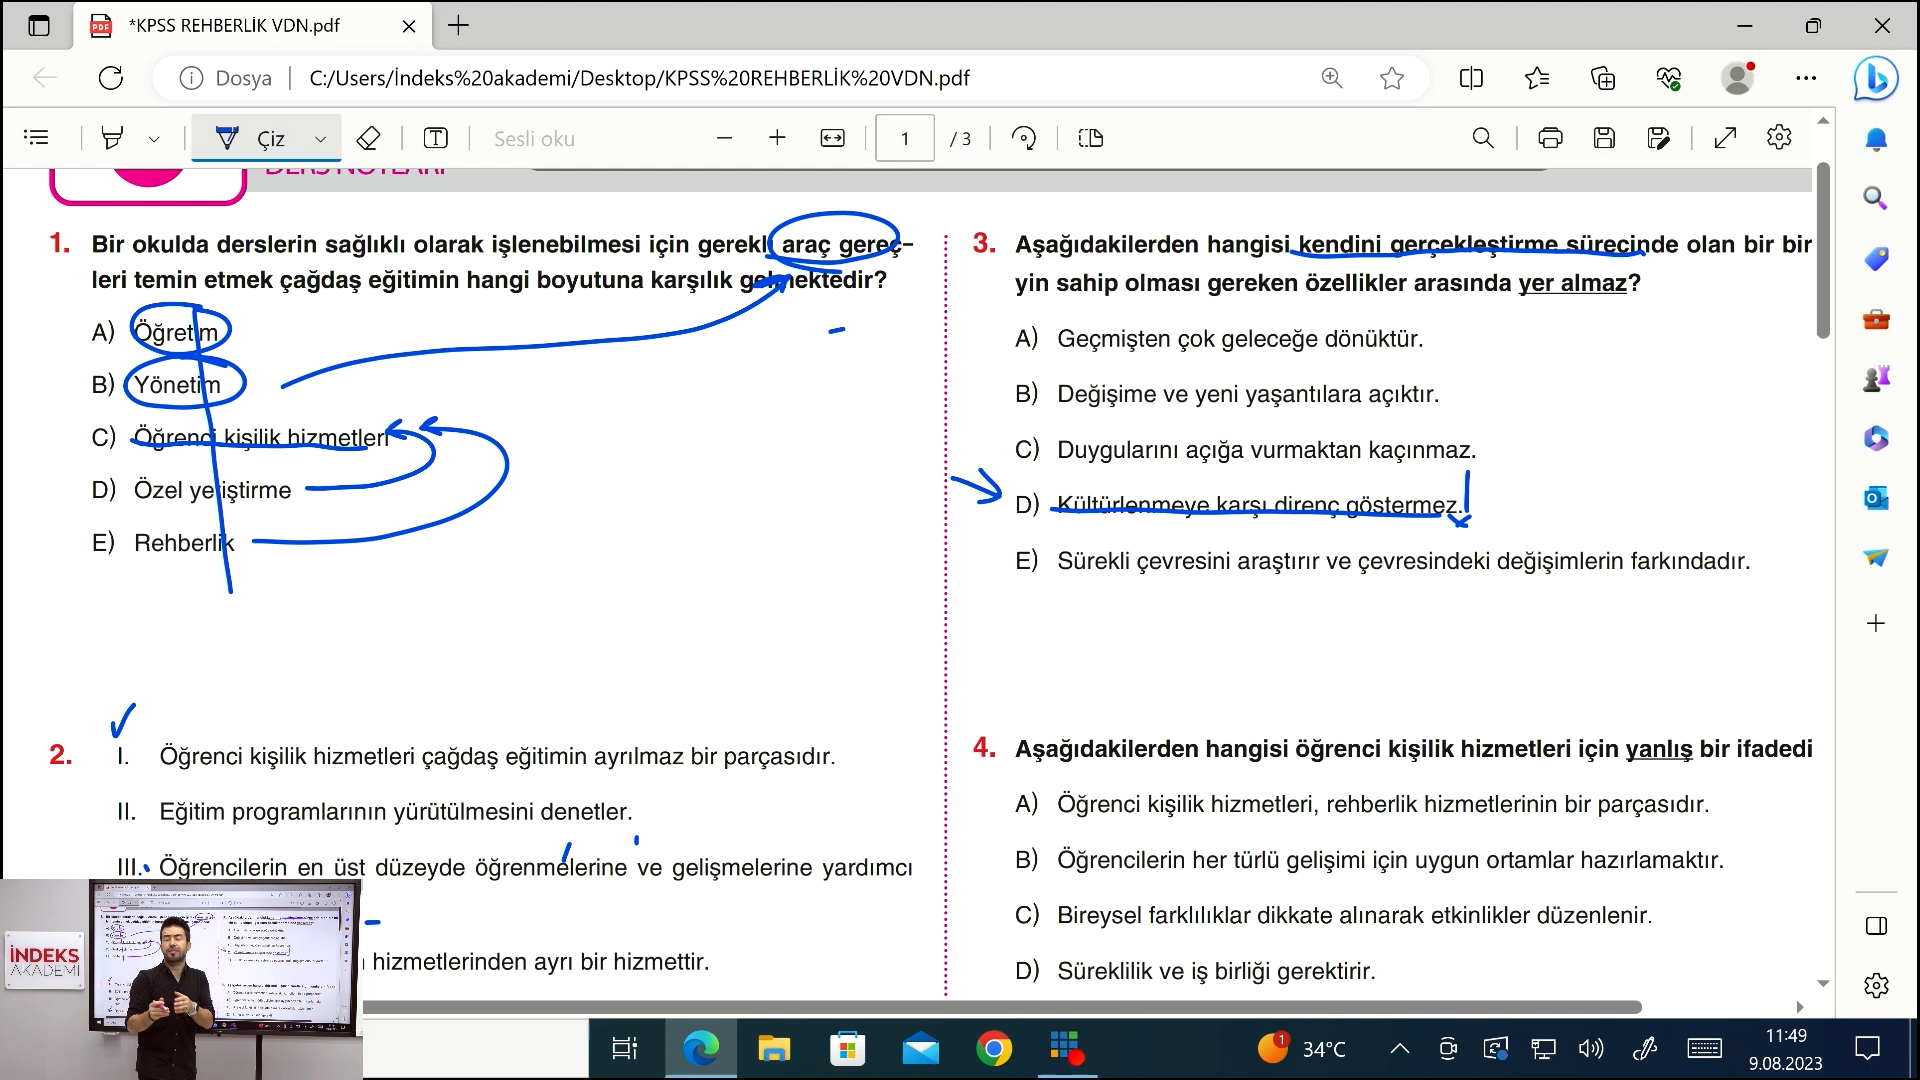 *KPSS REHBERLİK VDN.pdf
Dosya
C:/Users/İndeks%20akademi/Desktop/KPSS%20REHBERLİK%20VDN.pdf
Çiz
Sesli oku
1
/ 3
DERS NOTLARI
1. Bir okulda derslerin sağlıklı olarak işlenebilmesi için gerekli araç gereç-
leri temin etmek çağdaş eğitimin hangi boyutuna karşılık gelmektedir?
A) Öğretim
B) Yönetim
C) Öğrenci kişilik hizmetleri
D) Özel yetiştirme
E) Rehberlik
2. I. Öğrenci kişilik hizmetleri çağdaş eğitimin ayrılmaz bir parçasıdır.
II. Eğitim programlarının yürütülmesini denetler.
III. Öğrencilerin en üst düzeyde öğrenmelerine ve gelişmelerine yardımcı
hizmetlerinden ayrı bir hizmettir.
3. Aşağıdakilerden hangisi kendini gerçekleştirme sürecinde olan bir bir
yin sahip olması gereken özellikler arasında yer almaz?
A) Geçmişten çok geleceğe dönüktür.
B) Değişime ve yeni yaşantılara açıktır.
C) Duygularını açığa vurmaktan kaçınmaz.
D) Kültürlenmeye karşı direnç göstermez.
E) Sürekli çevresini araştırır ve çevresindeki değişimlerin farkındadır.
4. Aşağıdakilerden hangisi öğrenci kişilik hizmetleri için yanlış bir ifadedi
A) Öğrenci kişilik hizmetleri, rehberlik hizmetlerinin bir parçasıdır.
B) Öğrencilerin her türlü gelişimi için uygun ortamlar hazırlamaktır.
C) Bireysel farklılıklar dikkate alınarak etkinlikler düzenlenir.
D) Süreklilik ve iş birliği gerektirir.
İNDEKS
AKADEMİ
1
34°C
11:49
9.08.2023